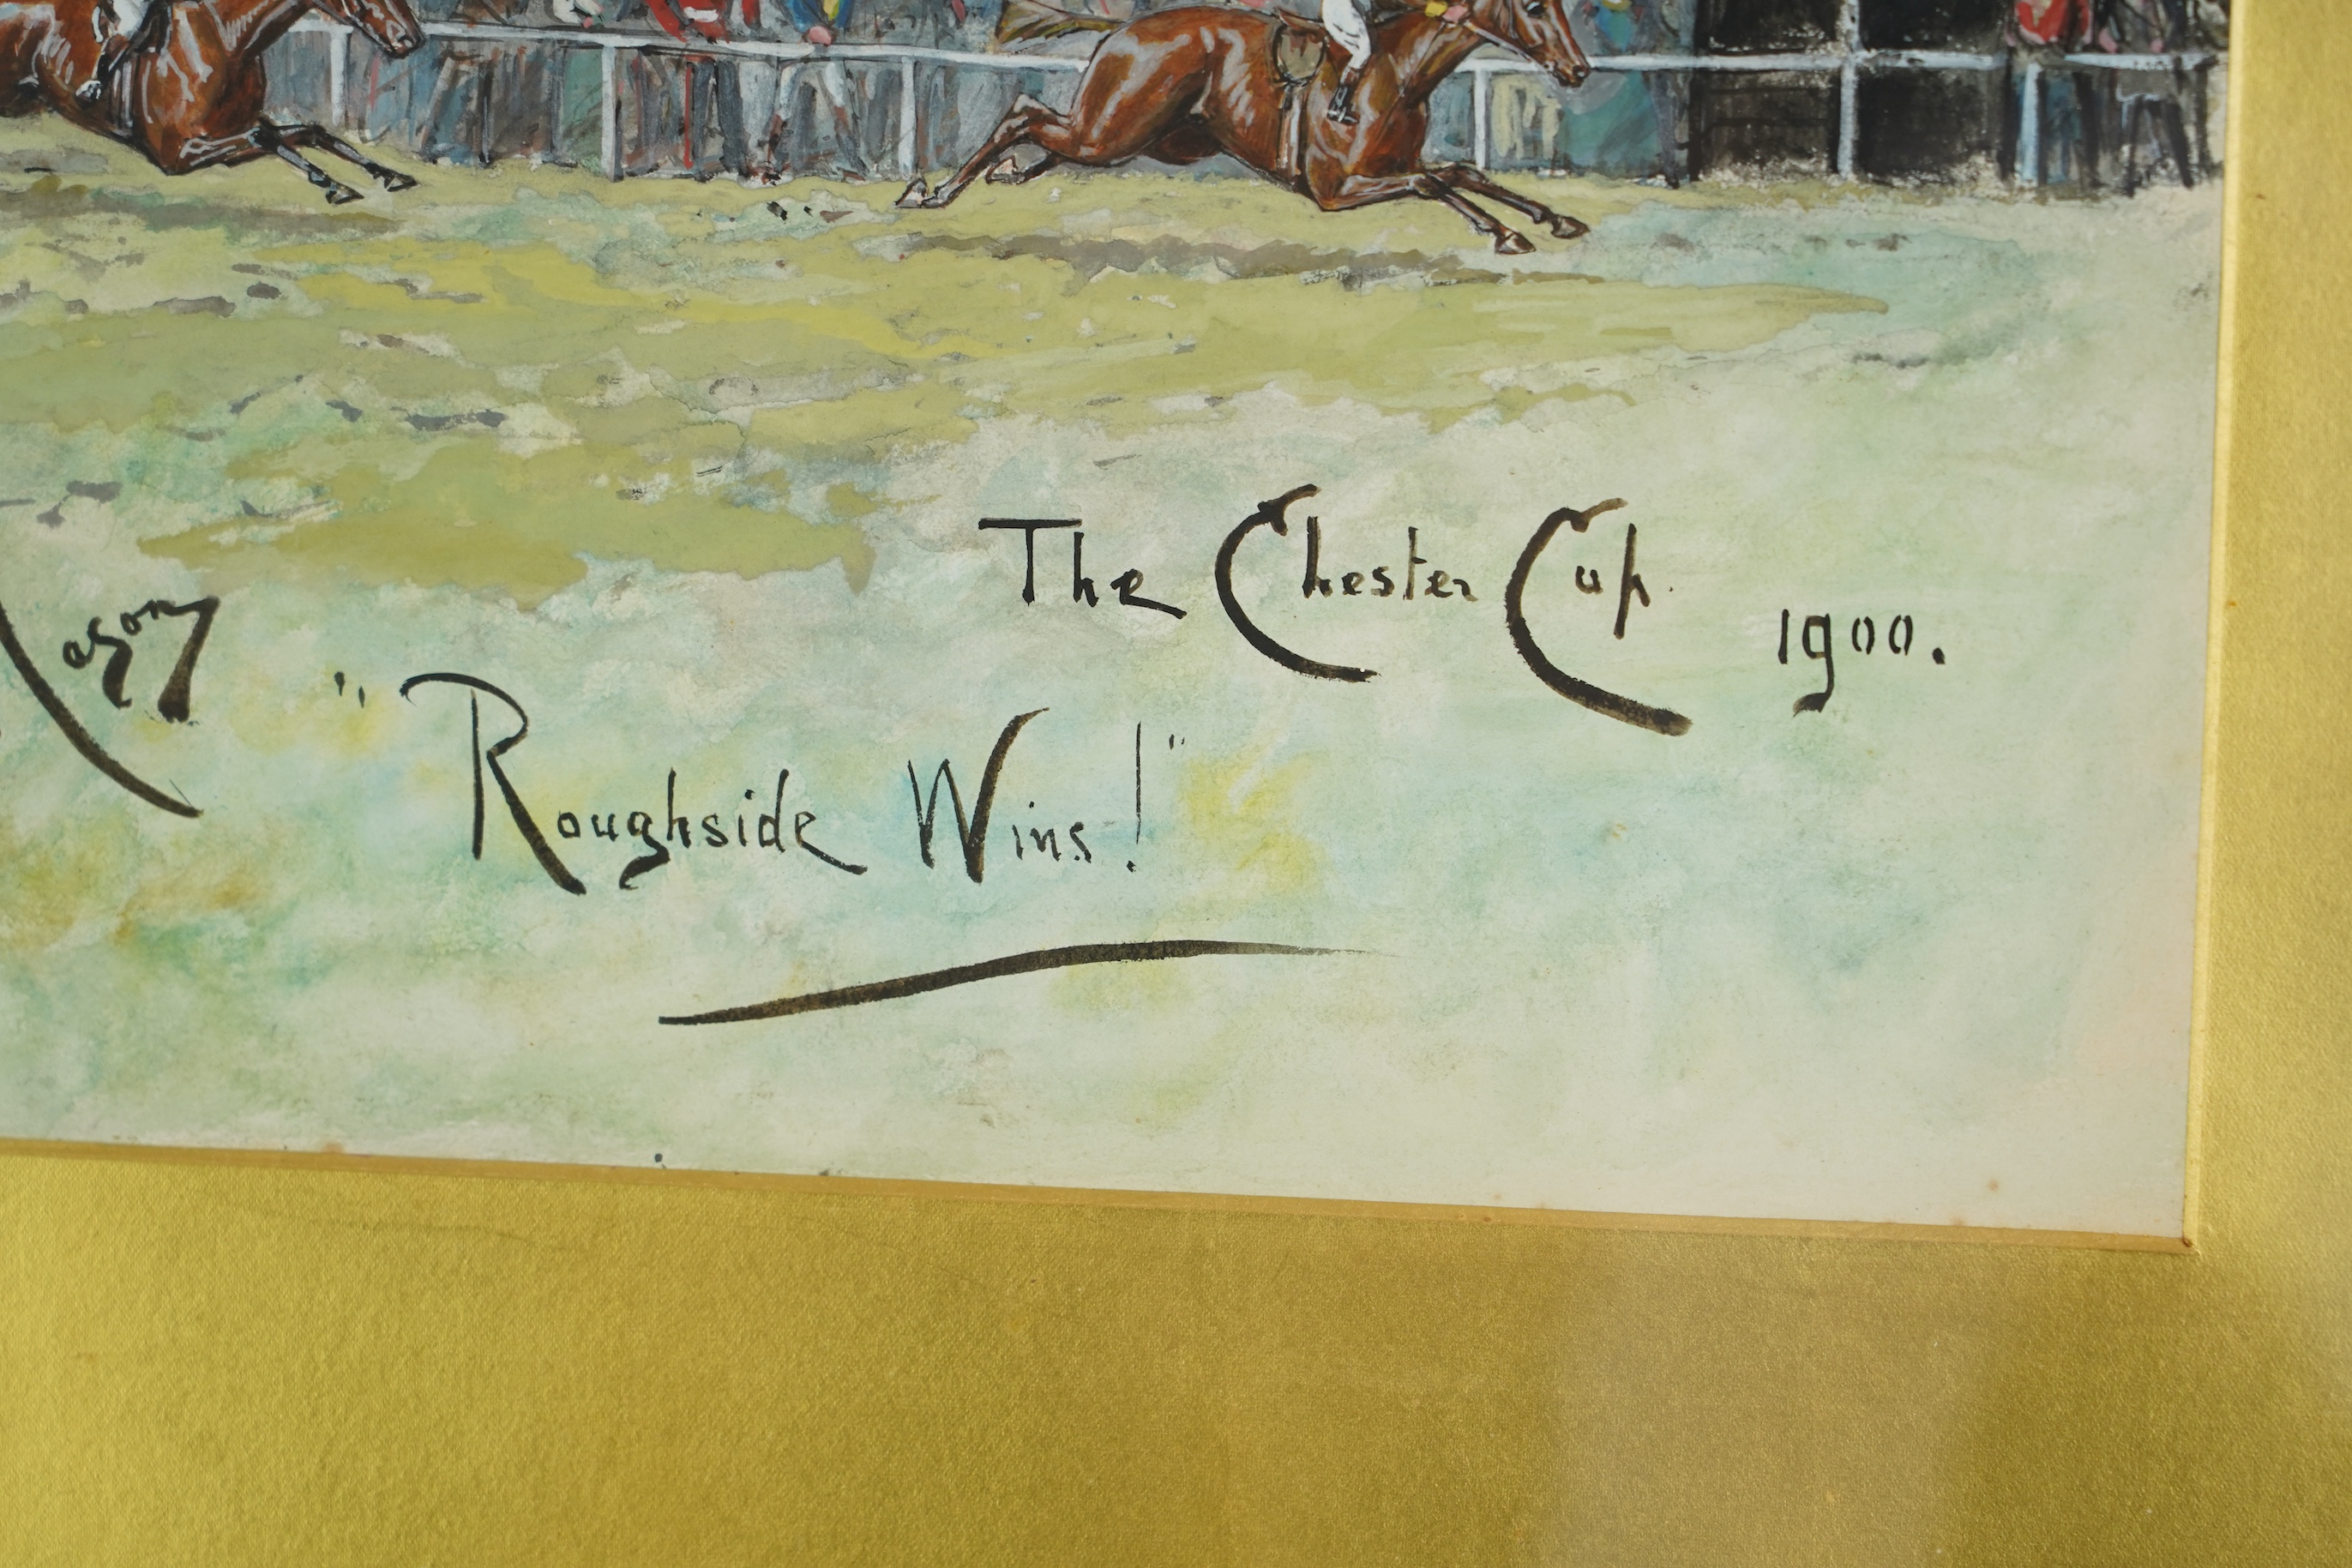 The Chester Cup. 1900.
"Roughside Wins!"